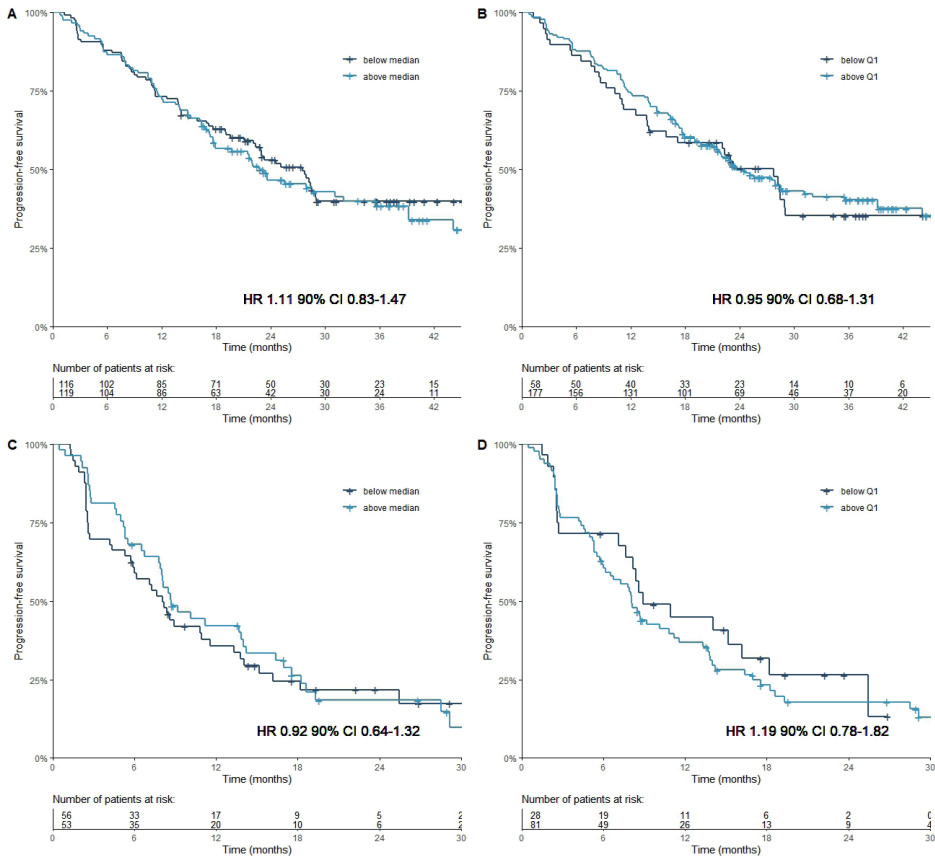 A
Progression-free survival
100%
75%
50%
25%
0%
below median
above median
HR 1.11 90% CI 0.83-1.47
0 6 12 18 24 30 36 42
Time (months)
Number of patients at risk:
116 102 85 71 50 30 23 15
119 104 86 63 42 30 24 11
0 6 12 18 24 30 36 42
Time (months)
B
Progression-free survival
100%
75%
50%
25%
0%
below Q1
above Q1
HR 0.95 90% CI 0.68-1.31
0 6 12 18 24 30 36 42
Time (months)
Number of patients at risk:
58 50 40 33 23 14 10 6
177 156 131 101 69 46 37 20
0 6 12 18 24 30 36 42
Time (months)
C
Progression-free survival
100%
75%
50%
25%
0%
below median
above median
HR 0.92 90% CI 0.64-1.32
0 6 12 18 24 30
Time (months)
Number of patients at risk:
56 33 17 9 5 2
53 35 20 10 6 2
0 6 12 18 24 30
Time (months)
D
Progression-free survival
100%
75%
50%
25%
0%
below Q1
above Q1
HR 1.19 90% CI 0.78-1.82
0 6 12 18 24 30
Time (months)
Number of patients at risk:
28 19 11 6 2 0
81 49 26 13 9 4
0 6 12 18 24 30
Time (months)